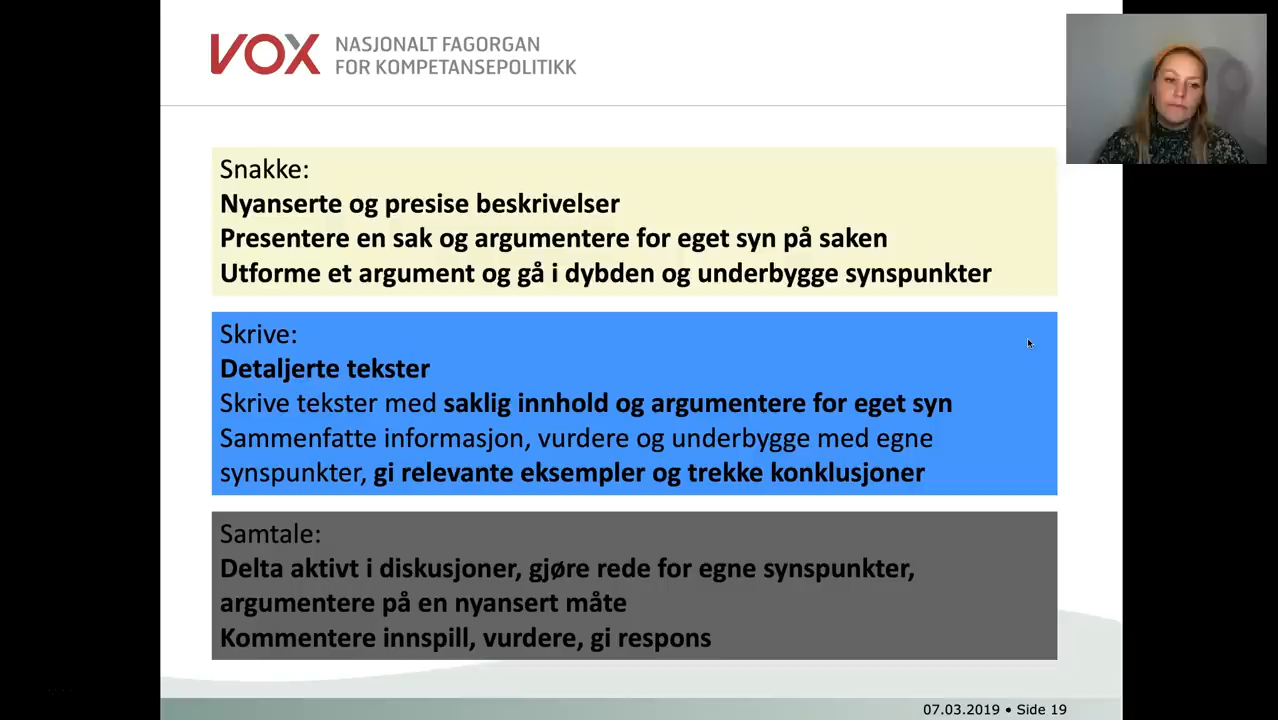 VOX NASJONALT FAGORGAN
FOR KOMPETANSEPOLITIKK
Snakke:
Nyanserte og presise beskrivelser
Presentere en sak og argumentere for eget syn på saken
Utforme et argument og gå i dybden og underbygge synspunkter
Skrive:
Detaljerte tekster
Skrive tekster med saklig innhold og argumentere for eget syn
Sammenfatte informasjon, vurdere og underbygge med egne
synspunkter, gi relevante eksempler og trekke konklusjoner
Samtale:
Delta aktivt i diskusjoner, gjøre rede for egne synspunkter,
argumentere på en nyansert måte
Kommentere innspill, vurdere, gi respons
07.03.2019 • Side 19